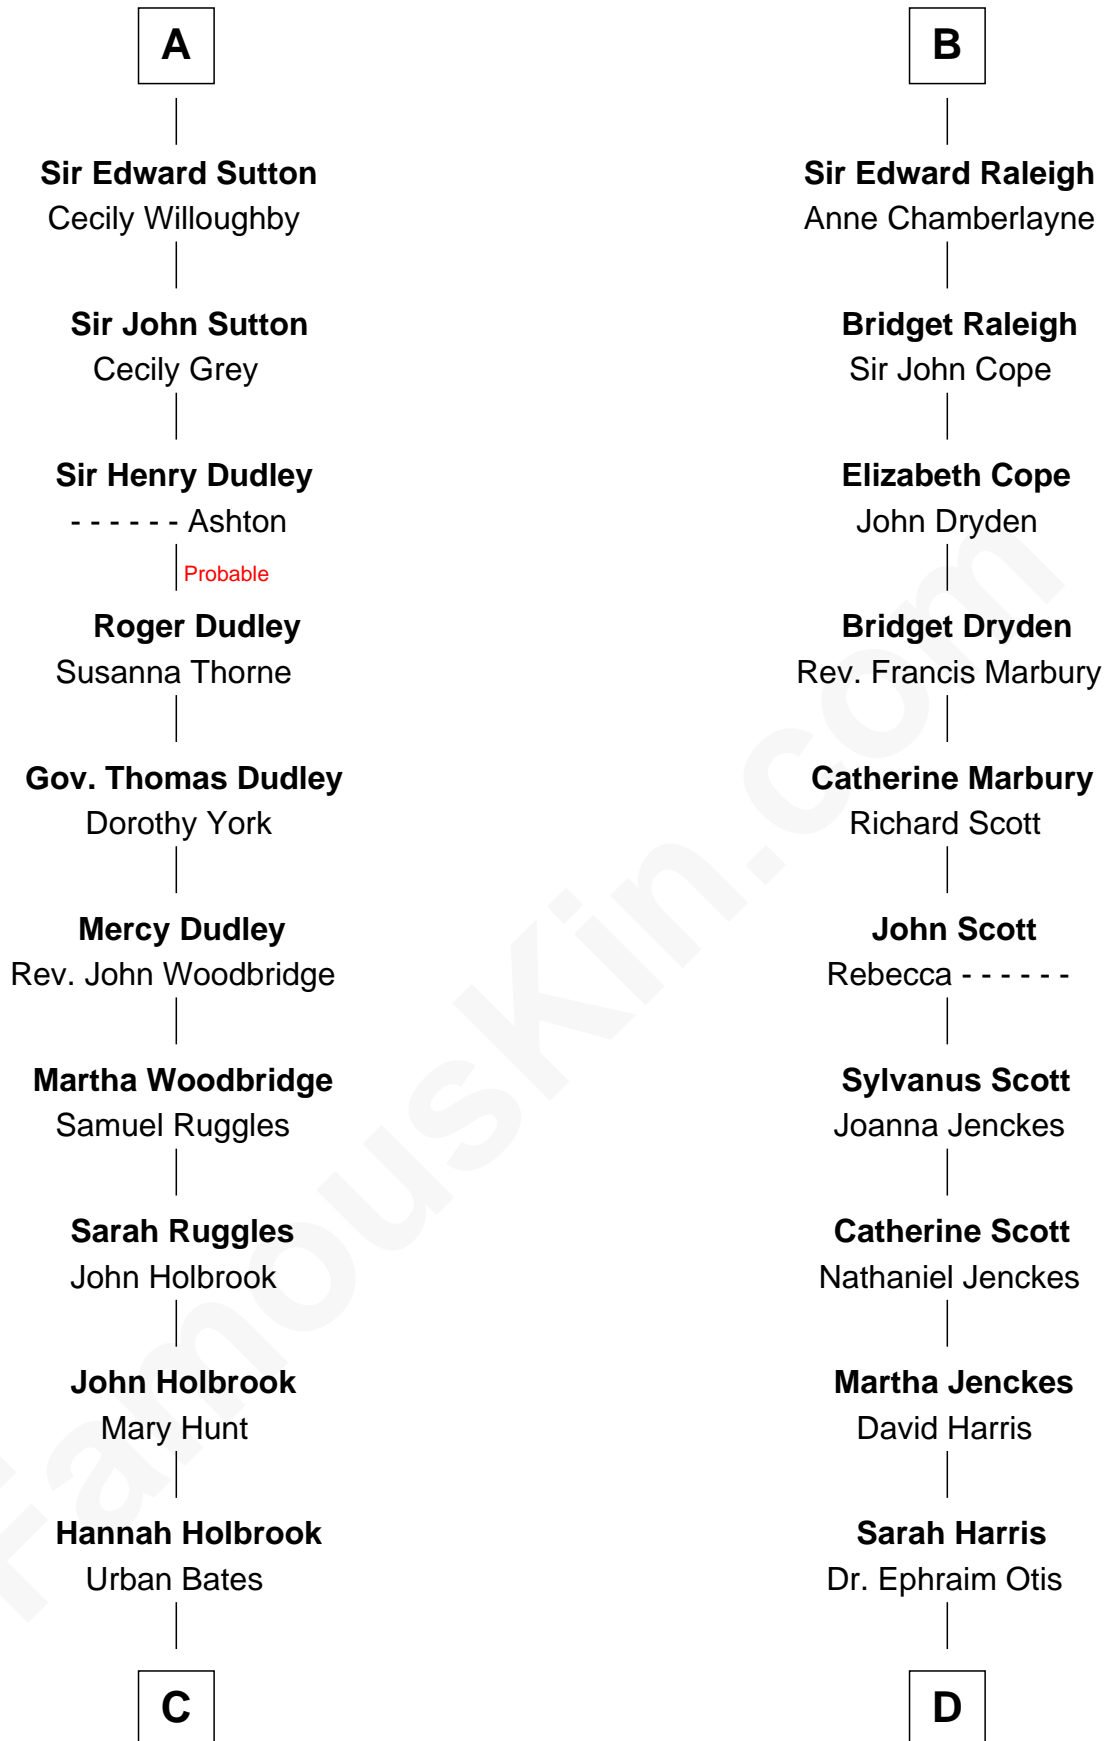 A
Sir Edward Sutton
Cecily Willoughby
Sir John Sutton
Cecily Grey
Sir Henry Dudley
- - - - - - Ashton
Probable
Roger Dudley
Susanna Thorne
Gov. Thomas Dudley
Dorothy York
Mercy Dudley
Rev. John Woodbridge
Martha Woodbridge
Samuel Ruggles
Sarah Ruggles
John Holbrook
John Holbrook
Mary Hunt
Hannah Holbrook
Urban Bates
C
B
Sir Edward Raleigh
Anne Chamberlayne
Bridget Raleigh
Sir John Cope
Elizabeth Cope
John Dryden
Bridget Dryden
Rev. Francis Marbury
Catherine Marbury
Richard Scott
John Scott
Rebecca - - - - - -
Sylvanus Scott
Joanna Jenckes
Catherine Scott
Nathaniel Jenckes
Martha Jenckes
David Harris
Sarah Harris
Dr. Ephraim Otis
D
FamousKin.com